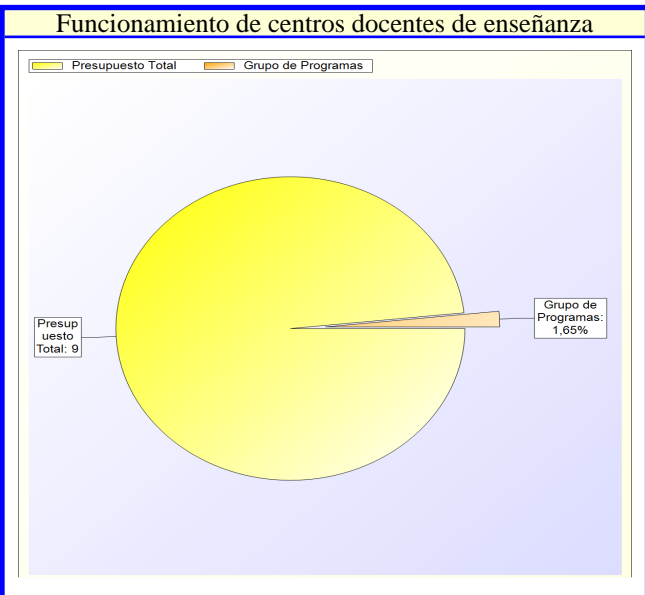 Funcionamiento de centros docentes de enseñanza
Presupuesto Total
Grupo de Programas
Presup
uesto
Total: 9
Grupo de
Programas:
1,65%